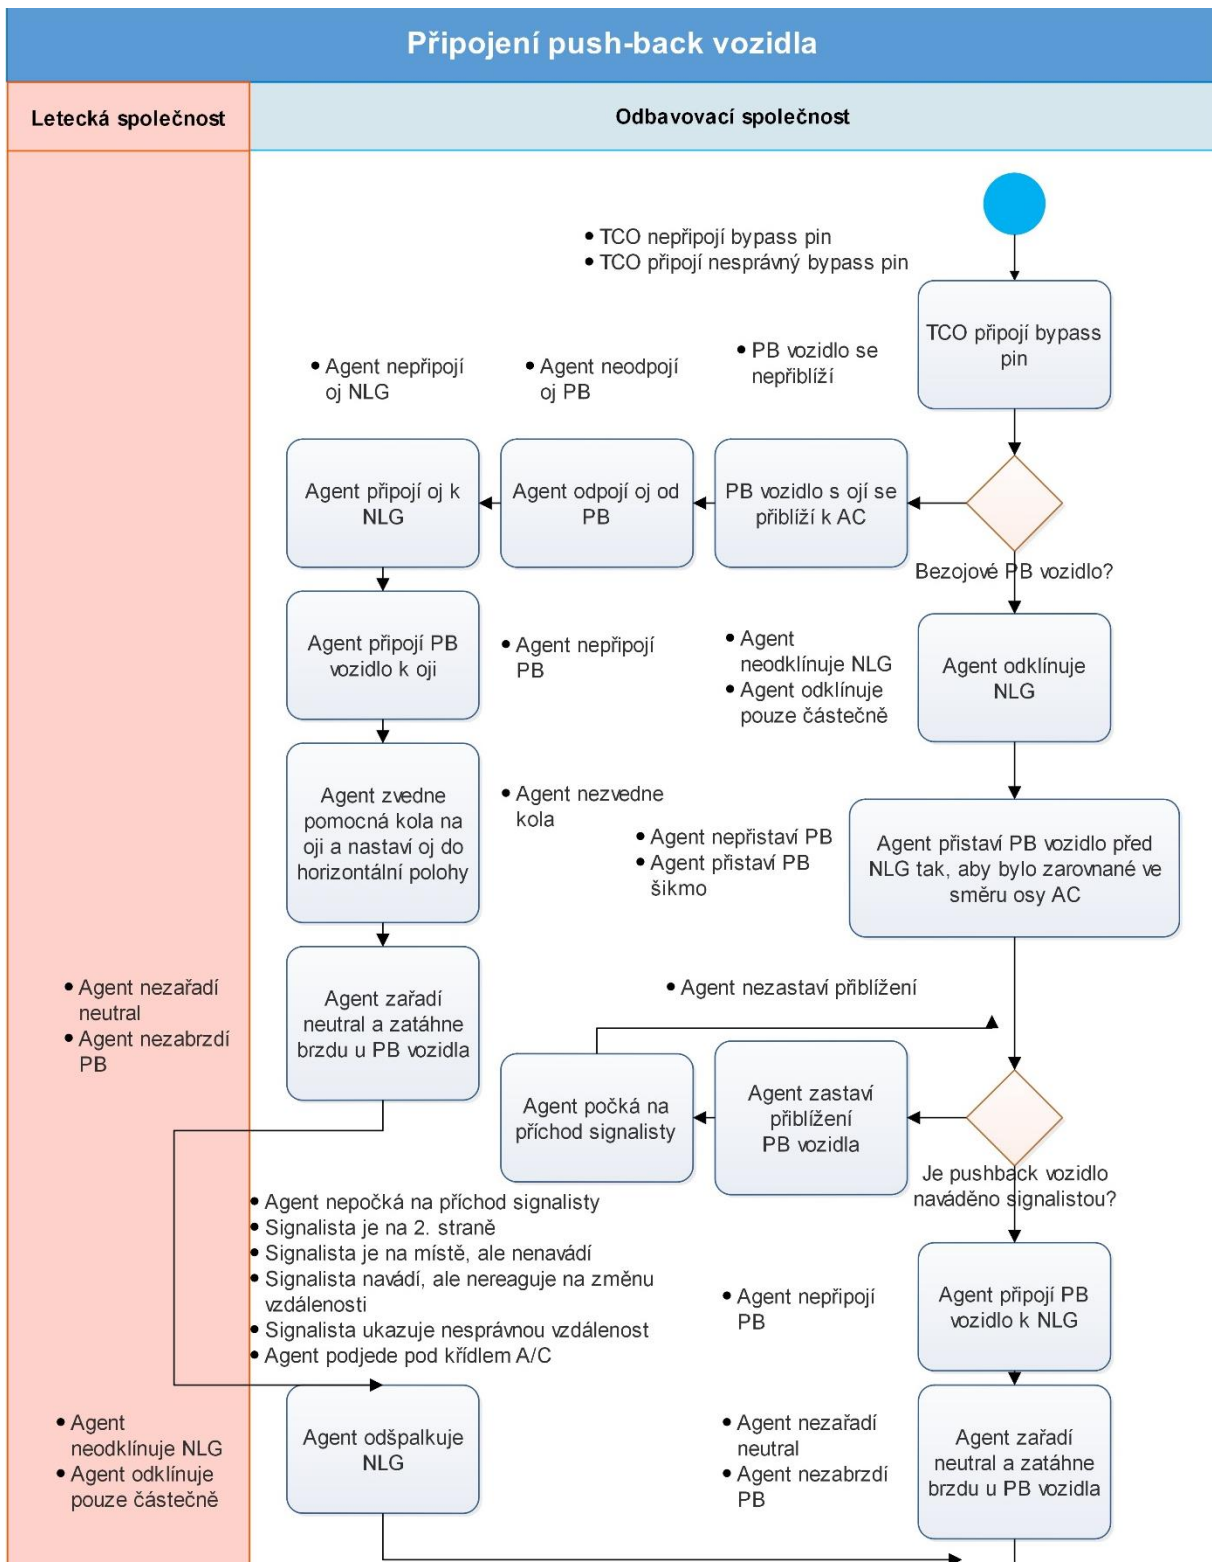 Připojení push-back vozidla
Letecká společnost
Odbavovací společnost
• TCO nepřipojí bypass pin
• TCO připojí nesprávný bypass pin
TCO připojí bypass
pin
• Agent nepřipojí
oj NLG
• Agent neodpojí
oj PB
• PB vozidlo se
nepřiblíží
Agent připojí oj k
NLG
Agent odpojí oj od
PB
PB vozidlo s ojí se
přiblíží k AC
Bezojové PB vozidlo?
Agent připojí PB
vozidlo k oji
• Agent nepřipojí
PB
• Agent
neodklínuje NLG
• Agent odklínuje
pouze částečně
Agent odklínuje
NLG
Agent zvedne
pomocná kola na
oji a nastaví oj do
horizontální polohy
• Agent nezvedne
kola
• Agent nepřistaví PB
• Agent přistaví PB
šikmo
Agent přistaví PB vozidlo před
NLG tak, aby bylo zarovnané ve
směru osy AC
• Agent nezařadí
neutral
• Agent nezabrzdí
PB
Agent zařadí
neutral a zatáhne
brzdu u PB vozidla
• Agent nezastaví přiblížení
Agent počká na
příchod signalisty
Agent zastaví
přiblížení
PB vozidla
Je pushback vozidlo
naváděno signalistou?
• Agent nepočká na příchod signalisty
• Signalista je na 2. straně
• Signalista je na místě, ale nenavádí
• Signalista navádí, ale nereaguje na změnu
vzdálenosti
• Signalista ukazuje nesprávnou vzdálenost
• Agent podjede pod křídlem A/C
• Agent nepřipojí
PB
Agent připojí PB
vozidlo k NLG
• Agent
neodklínuje NLG
• Agent odklínuje
pouze částečně
Agent odšpalkuje
NLG
• Agent nezařadí
neutral
• Agent nezabrzdí
PB
Agent zařadí
neutral a zatáhne
brzdu u PB vozidla